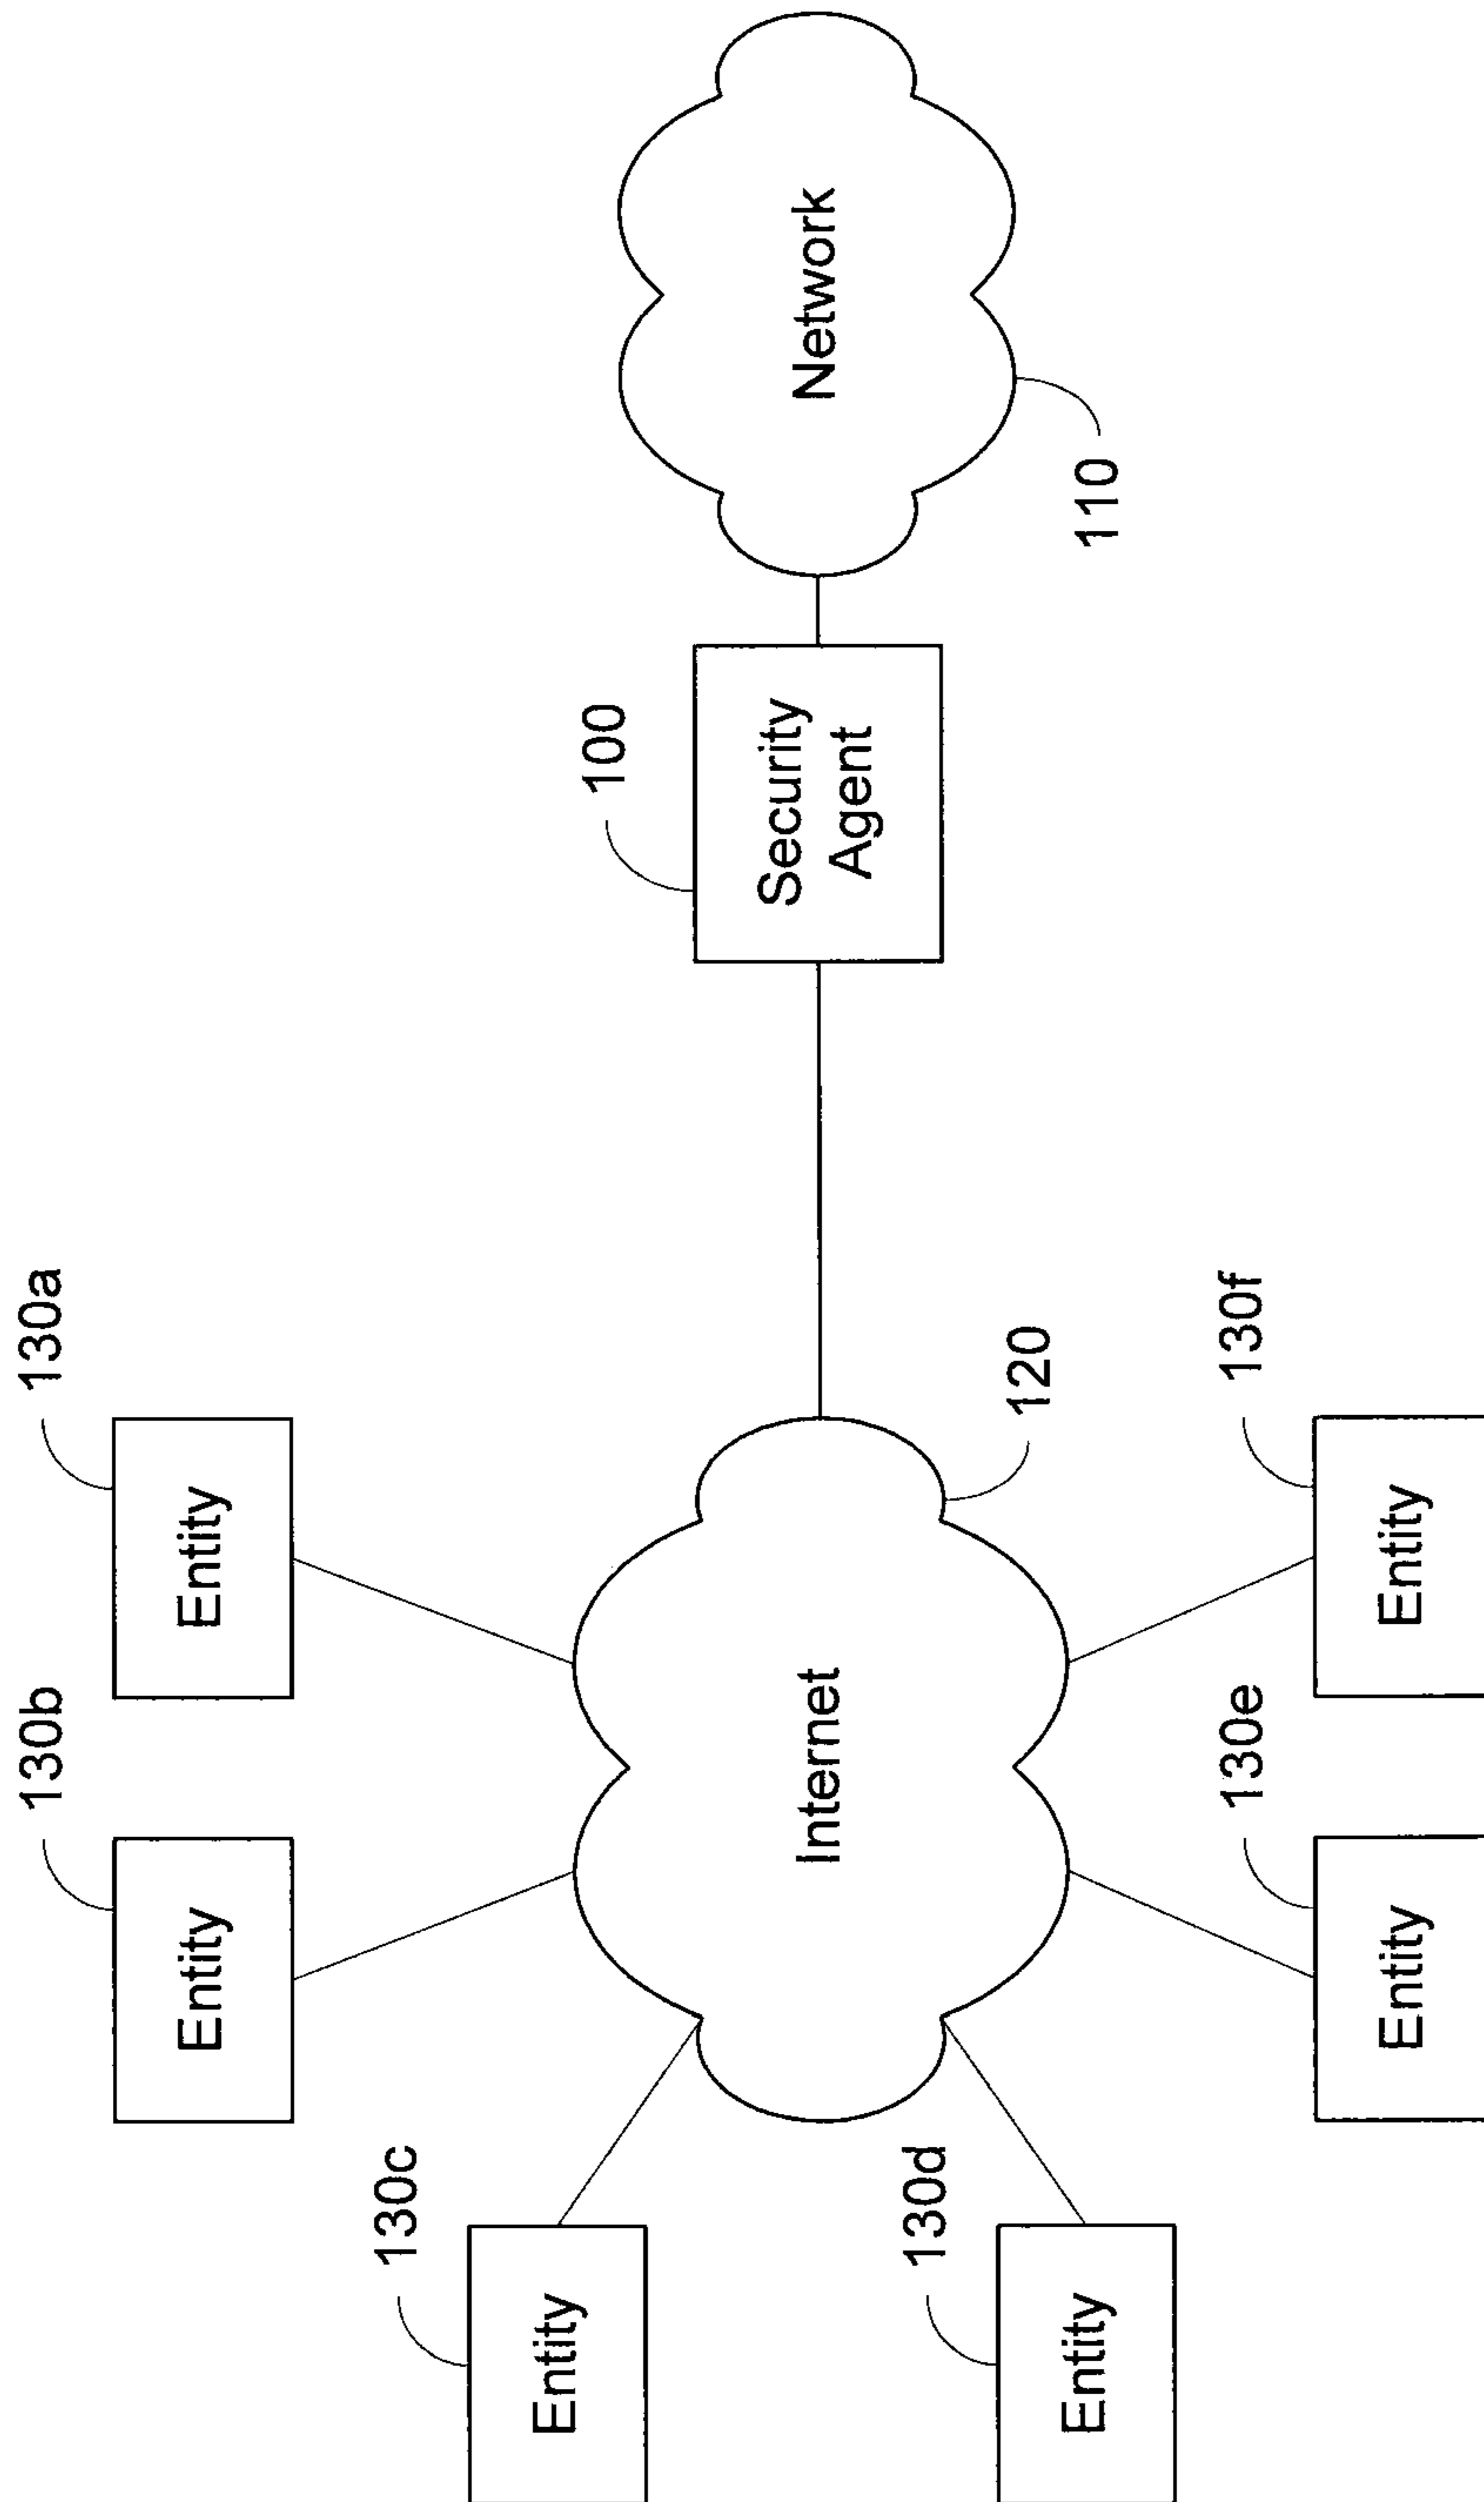 130a
Entity
130b
Entity
130c
Entity
Internet
120
100
Security
Agent
Network
110
130d
Entity
130e
Entity
130f
Entity